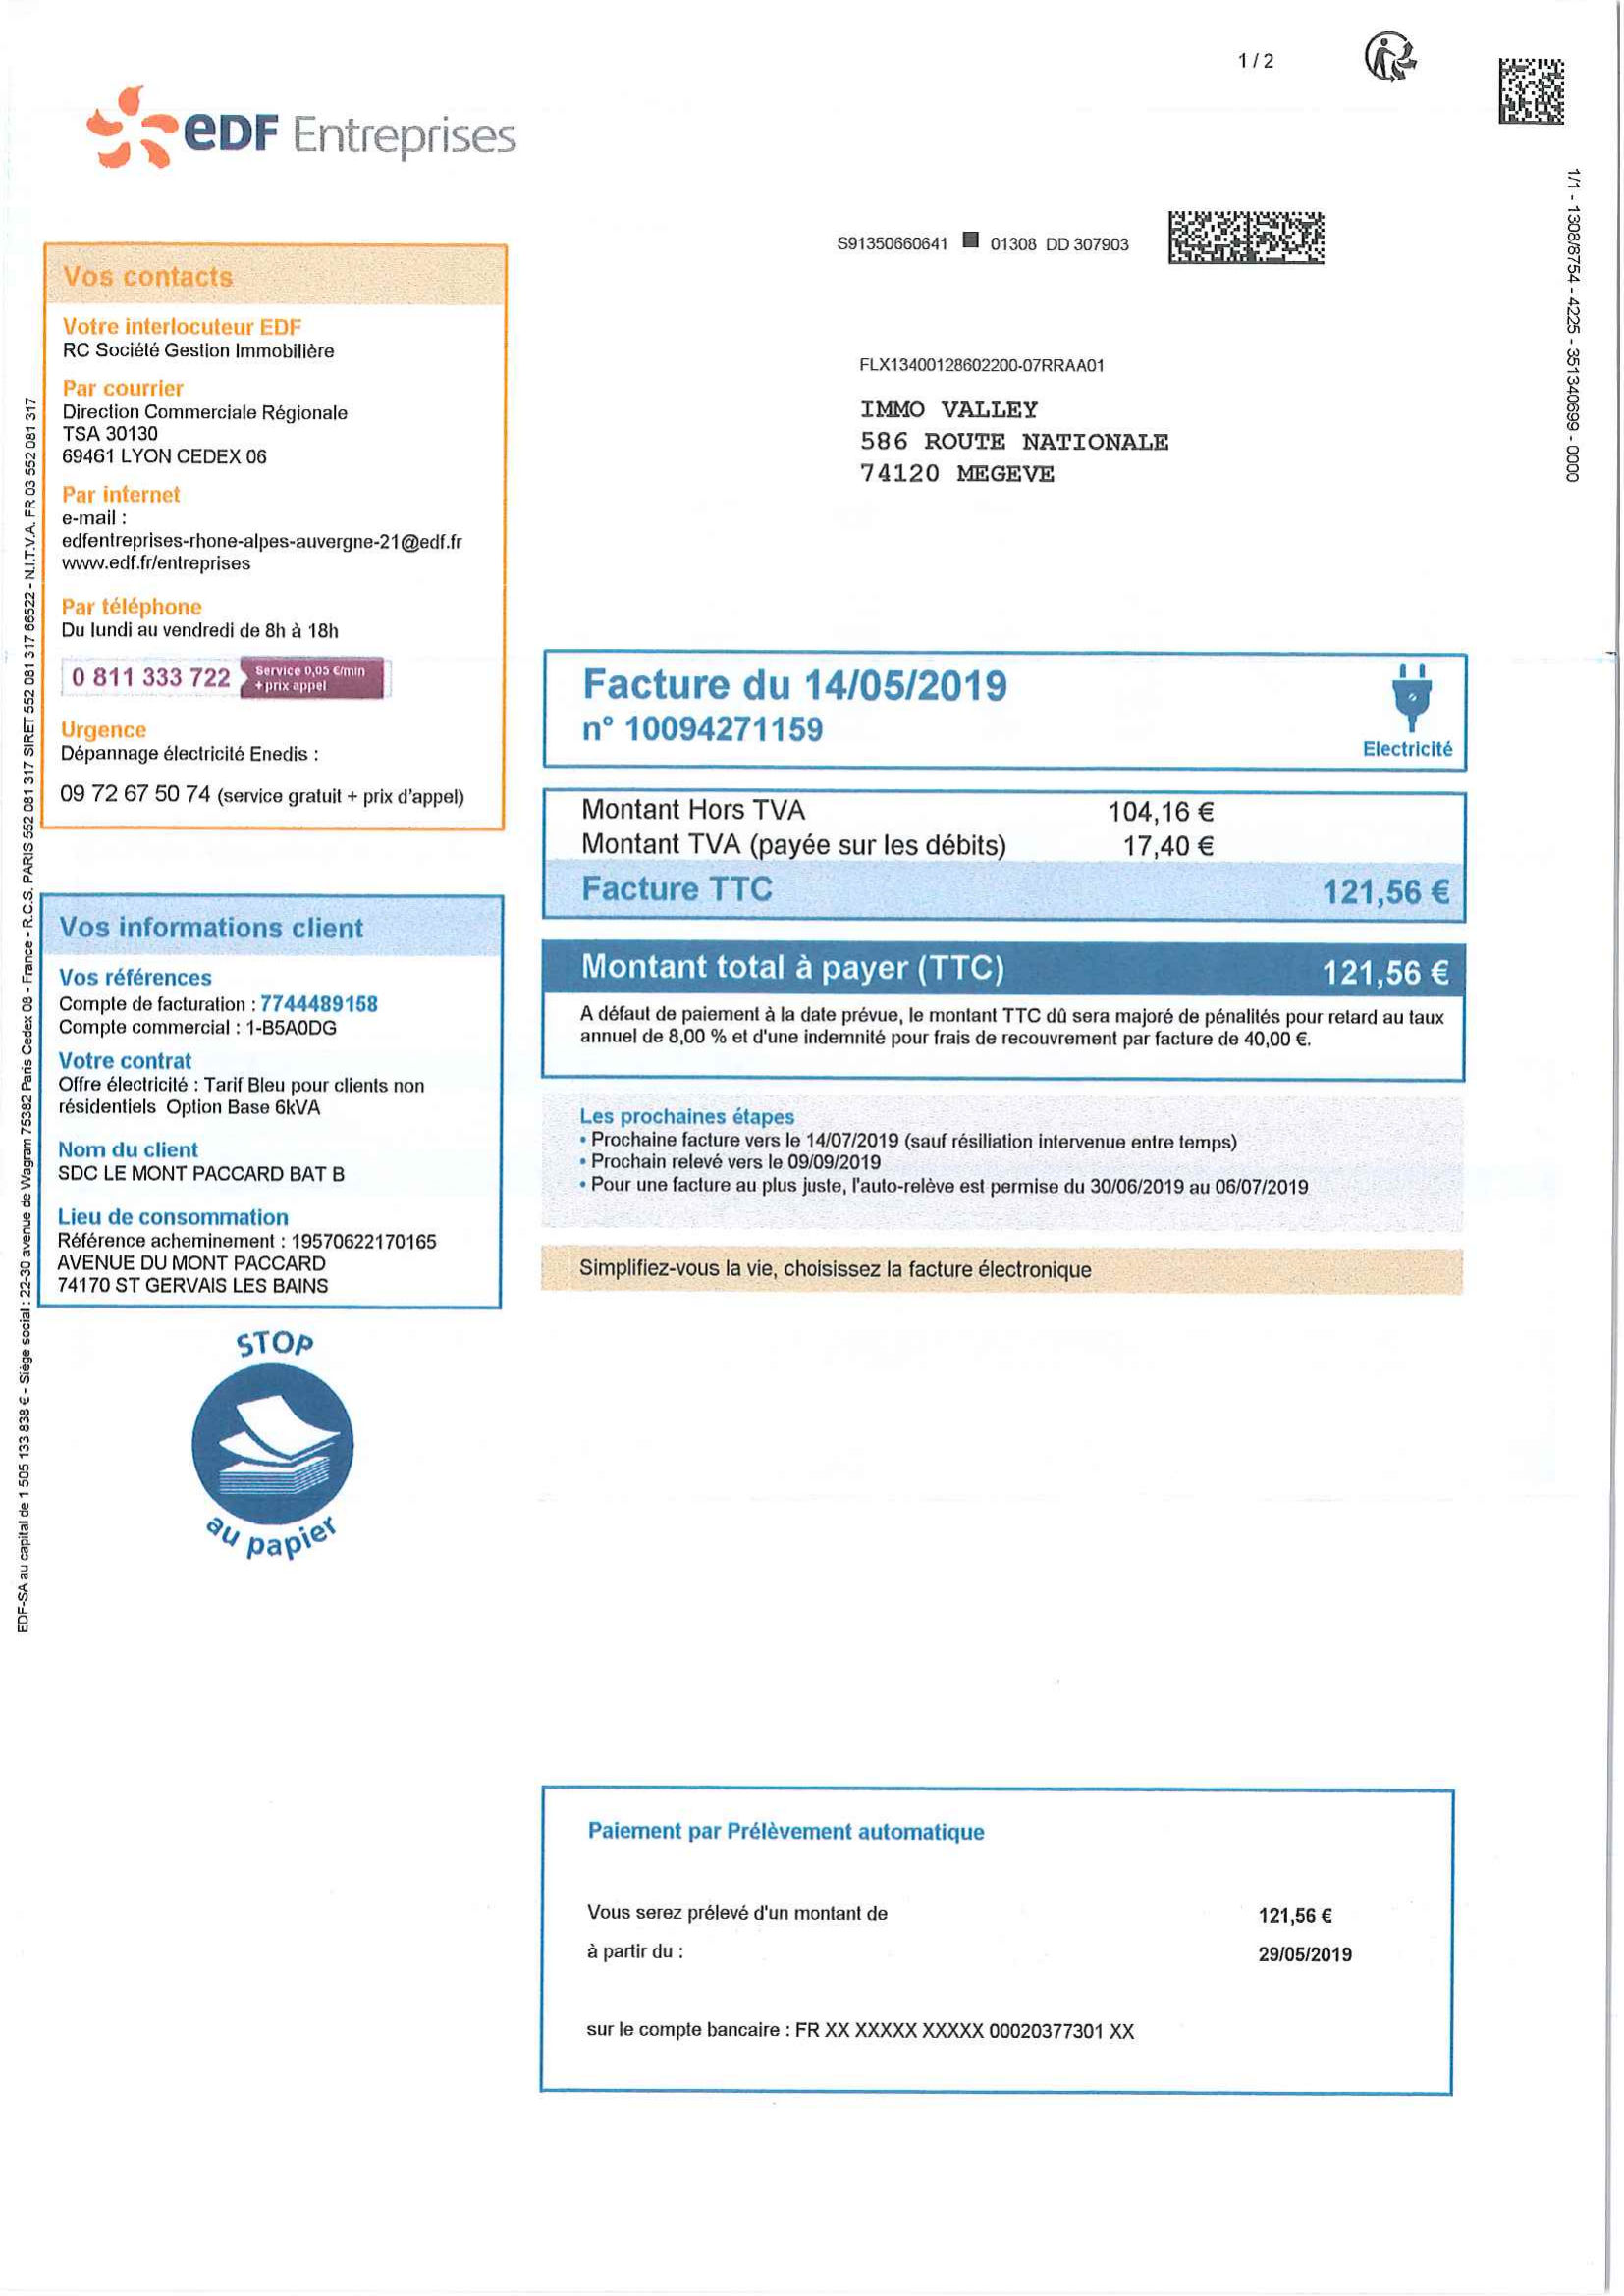 1 / 2
eDF Entreprises
1/1 - 1308/8754 - 4225 - 351340699 - 0000
S91350660641 01308 DD 307903
FLX13400128602200-07RRAA01
IMMO VALLEY
586 ROUTE NATIONALE
74120 MEGEVE
Vos contacts
Votre interlocuteur EDF
RC Société Gestion Immobilière
Par courrier
Direction Commerciale Régionale
TSA 30130
69461 LYON CEDEX 06
Par internet
e-mail :
edfentreprises-rhone-alpes-auvergne-21@edf.fr
www.edf.fr/entreprises
Par téléphone
Du lundi au vendredi de 8h à 18h
0 811 333 722 Service 0,05 €/min
+ prix appel
Urgence
Dépannage électricité Enedis :
09 72 67 50 74 (service gratuit + prix d'appel)
Facture du 14/05/2019
n° 10094271159
Electricité
Montant Hors TVA 104,16 €
Montant TVA (payée sur les débits) 17,40 €
Facture TTC 121,56 €
Montant total à payer (TTC) 121,56 €
A défaut de paiement à la date prévue, le montant TTC dû sera majoré de pénalités pour retard au taux
annuel de 8,00 % et d'une indemnité pour frais de recouvrement par facture de 40,00 €.
Les prochaines étapes
• Prochaine facture vers le 14/07/2019 (sauf résiliation intervenue entre temps)
• Prochain relevé vers le 09/09/2019
• Pour une facture au plus juste, l'auto-relève est permise du 30/06/2019 au 06/07/2019
Simplifiez-vous la vie, choisissez la facture électronique
Vos informations client
Vos références
Compte de facturation : 7744489158
Compte commercial : 1-B5A0DG
Votre contrat
Offre électricité : Tarif Bleu pour clients non
résidentiels Option Base 6kVA
Nom du client
SDC LE MONT PACCARD BAT B
Lieu de consommation
Référence acheminement : 19570622170165
AVENUE DU MONT PACCARD
74170 ST GERVAIS LES BAINS
STOP
au papier
EDF-SA au capital de 1 505 133 838 € - Siège social : 22-30 avenue de Wagram 75382 Paris Cedex 08 - France - R.C.S. PARIS 552 081 317 SIRET 552 081 317 66522 - N.I.T.V.A. FR 03 552 081 317
Paiement par Prélèvement automatique
Vous serez prélevé d'un montant de 121,56 €
à partir du : 29/05/2019
sur le compte bancaire : FR XX XXXXX XXXXX 00020377301 XX